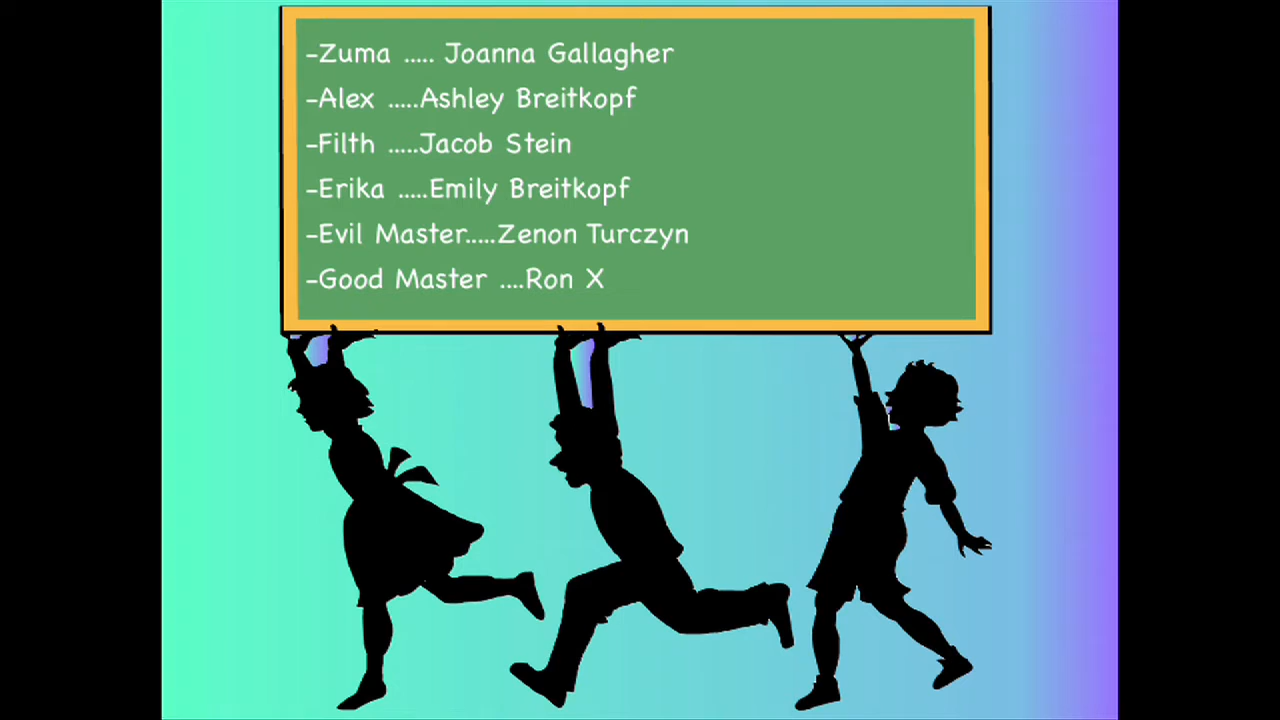 -Zuma ..... Joanna Gallagher
-Alex .....Ashley Breitkopf
-Filth .....Jacob Stein
-Erika .....Emily Breitkopf
-Evil Master.....Zenon Turczyn
-Good Master ....Ron X